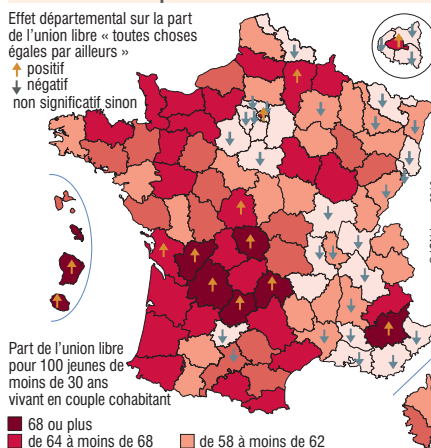 Effet départemental sur la part
de l'union libre « toutes choses
égales par ailleurs »
positif
négatif
non significatif sinon
Part de l'union libre
pour 100 jeunes de
moins de 30 ans
vivant en couple cohabitant
68 ou plus
de 64 à moins de 68
de 58 à moins de 62